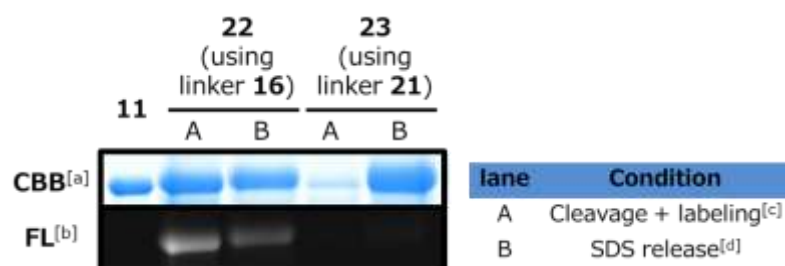 22 23
(using (using
linker 16) linker 21)
11 A B A B
CBB[a]
FL[b]
lane Condition
A Cleavage + labeling[c]
B SDS release[d]